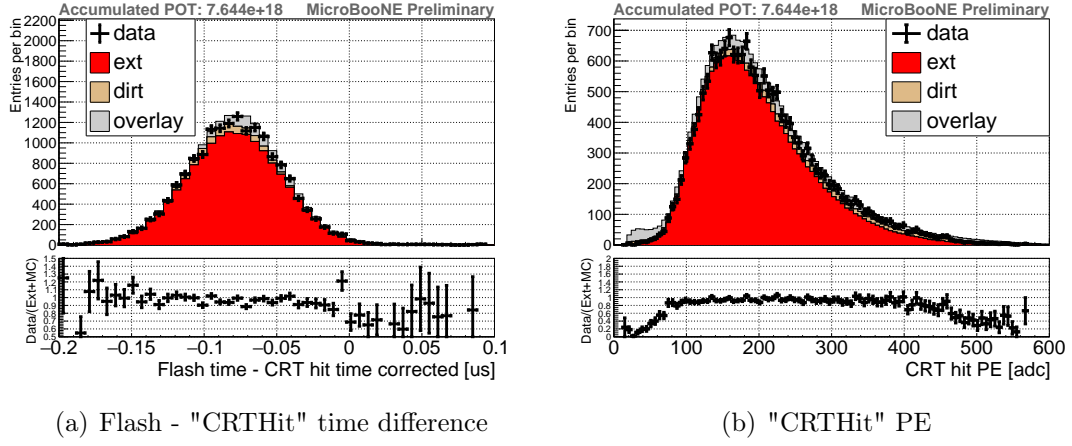 Accumulated POT: 7.644e+18 MicroBooNE Preliminary
Entries per bin
2200
2000
1800
1600
1400
1200
1000
800
600
400
200
0
data
ext
dirt
overlay
Data/(Ext+MC)
1.5
1.4
1.3
1.2
1.1
1
0.9
0.8
0.7
0.6
0.5
−0.2 −0.15 −0.1 −0.05 0 0.05 0.1
Flash time - CRT hit time corrected [us]
(a) Flash - "CRTHit" time difference
Accumulated POT: 7.644e+18 MicroBooNE Preliminary
Entries per bin
700
600
500
400
300
200
100
0
data
ext
dirt
overlay
Data/(Ext+MC)
2
1.8
1.6
1.4
1.2
1
0.8
0.6
0.4
0.2
0
0 100 200 300 400 500 600
CRT hit PE [adc]
(b) "CRTHit" PE